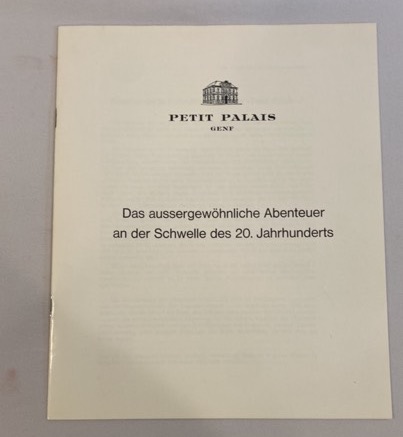 PETIT PALAIS
GENF
Das aussergewöhnliche Abenteuer
an der Schwelle des 20. Jahrhunderts